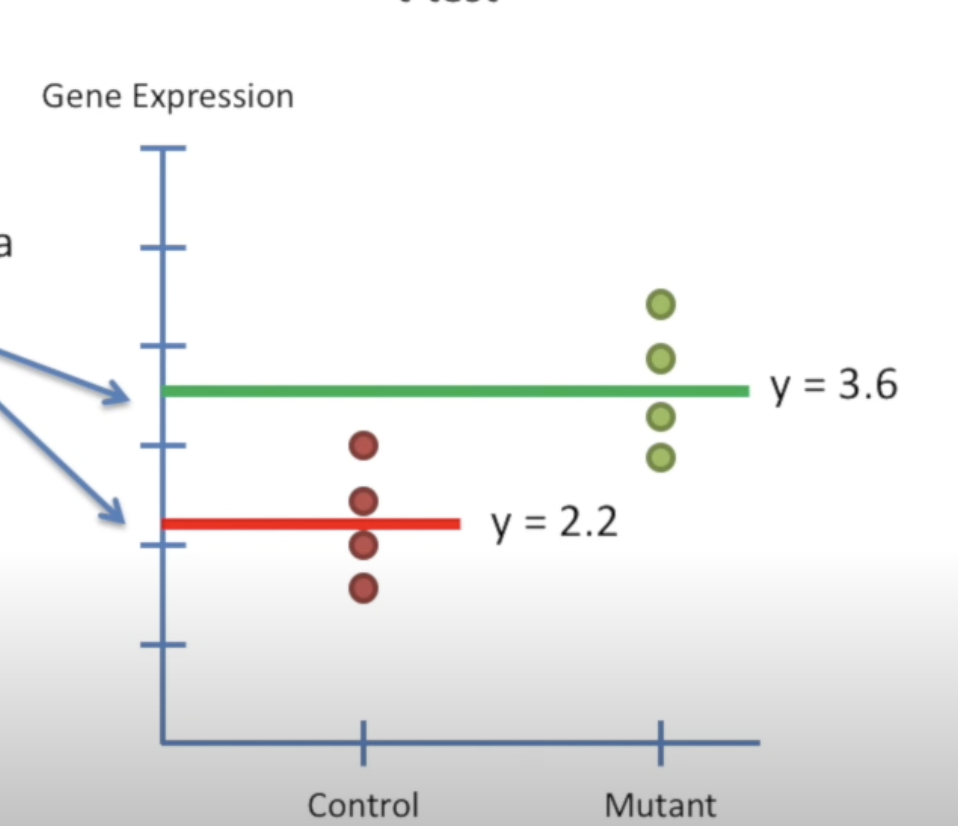 Gene Expression
a
y = 3.6
y = 2.2
Control
Mutant